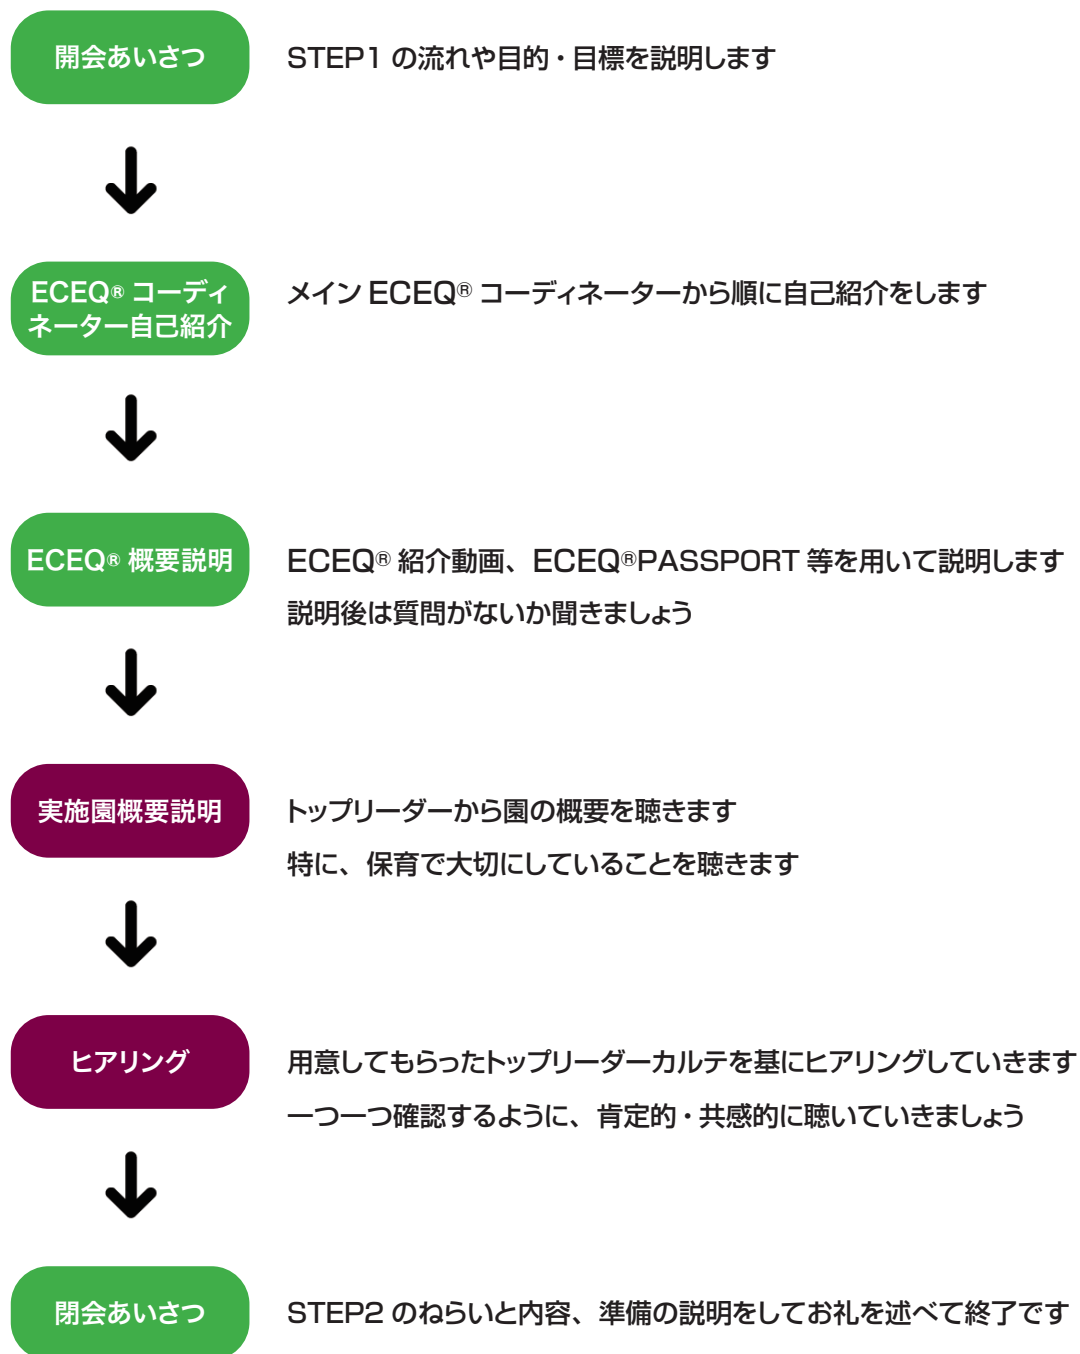 開会あいさつ
STEP1 の流れや目的・目標を説明します
ECEQ® コーディ
ネーター自己紹介
メイン ECEQ® コーディネーターから順に自己紹介をします
ECEQ® 概要説明
ECEQ® 紹介動画、ECEQ®PASSPORT 等を用いて説明します
説明後は質問がないか聞きましょう
実施園概要説明
トップリーダーから園の概要を聴きます
特に、保育で大切にしていることを聴きます
ヒアリング
用意してもらったトップリーダーカルテを基にヒアリングしていきます
一つ一つ確認するように、肯定的・共感的に聴いていきましょう
閉会あいさつ
STEP2 のねらいと内容、準備の説明をしてお礼を述べて終了です